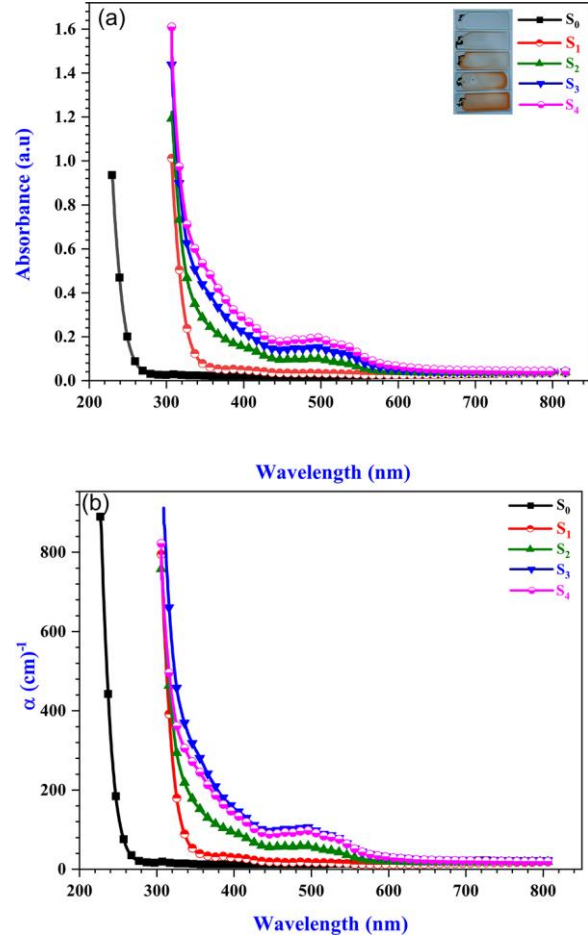 (a)
S₀
S₁
S₂
S₃
S₄
Absorbance (a.u)
1.6
1.4
1.2
1.0
0.8
0.6
0.4
0.2
0.0
200 300 400 500 600 700 800
Wavelength (nm)
(b)
S₀
S₁
S₂
S₃
S₄
α (cm)⁻¹
800
600
400
200
0
200 300 400 500 600 700 800
Wavelength (nm)